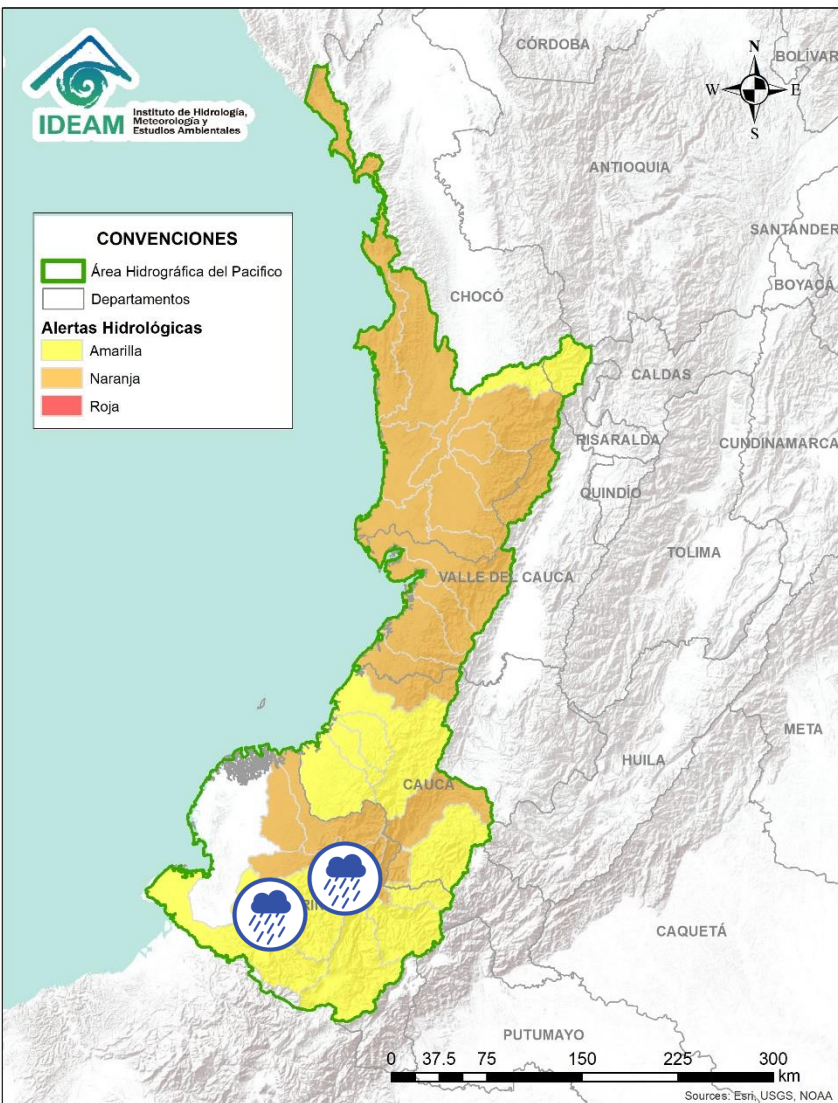 IDEAM
Instituto de Hidrología,
Meteorología y
Estudios Ambientales
CÓRDOBA
BOLÍVAR
N
W
E
S
ANTIOQUIA
SANTANDER
BOYACÁ
CHOCÓ
CALDAS
RISARALDA
CUNDINAMARCA
QUINDÍO
TOLIMA
VALLE DEL CAUCA
META
HUILA
CAUCA
CAQUETÁ
PUTUMAYO
CONVENCIONES
Área Hidrográfica del Pacifico
Departamentos
Alertas Hidrológicas
Amarilla
Naranja
Roja
0 37.5 75 150 225 300
km
Sources: Esri, USGS, NOAA